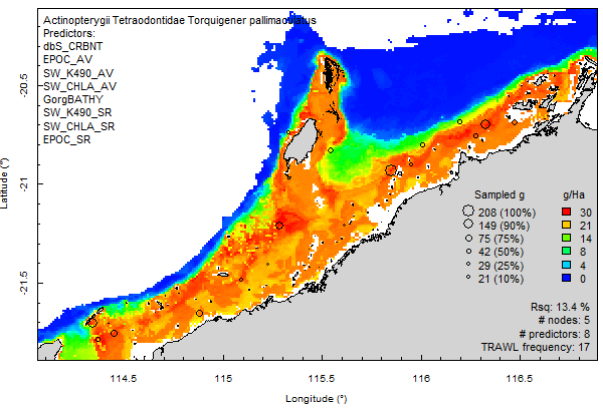 Actinopterygii Tetraodontidae Torquigener pallimaculatus
Predictors:
dbS_CRBNT
EPOC_AV
SW_K490_AV
SW_CHLA_AV
GorgBATHY
SW_K490_SR
SW_CHLA_SR
EPOC_SR
-20.5
-21
-21.5
Latitude (°)
Sampled g g/Ha
208 (100%) 30
149 (90%) 21
75 (75%) 14
42 (50%) 8
29 (25%) 4
21 (10%) 0
Rsq: 13.4 %
# nodes: 5
# predictors: 8
TRAWL frequency: 17
114.5 115 115.5 116 116.5
Longitude (°)